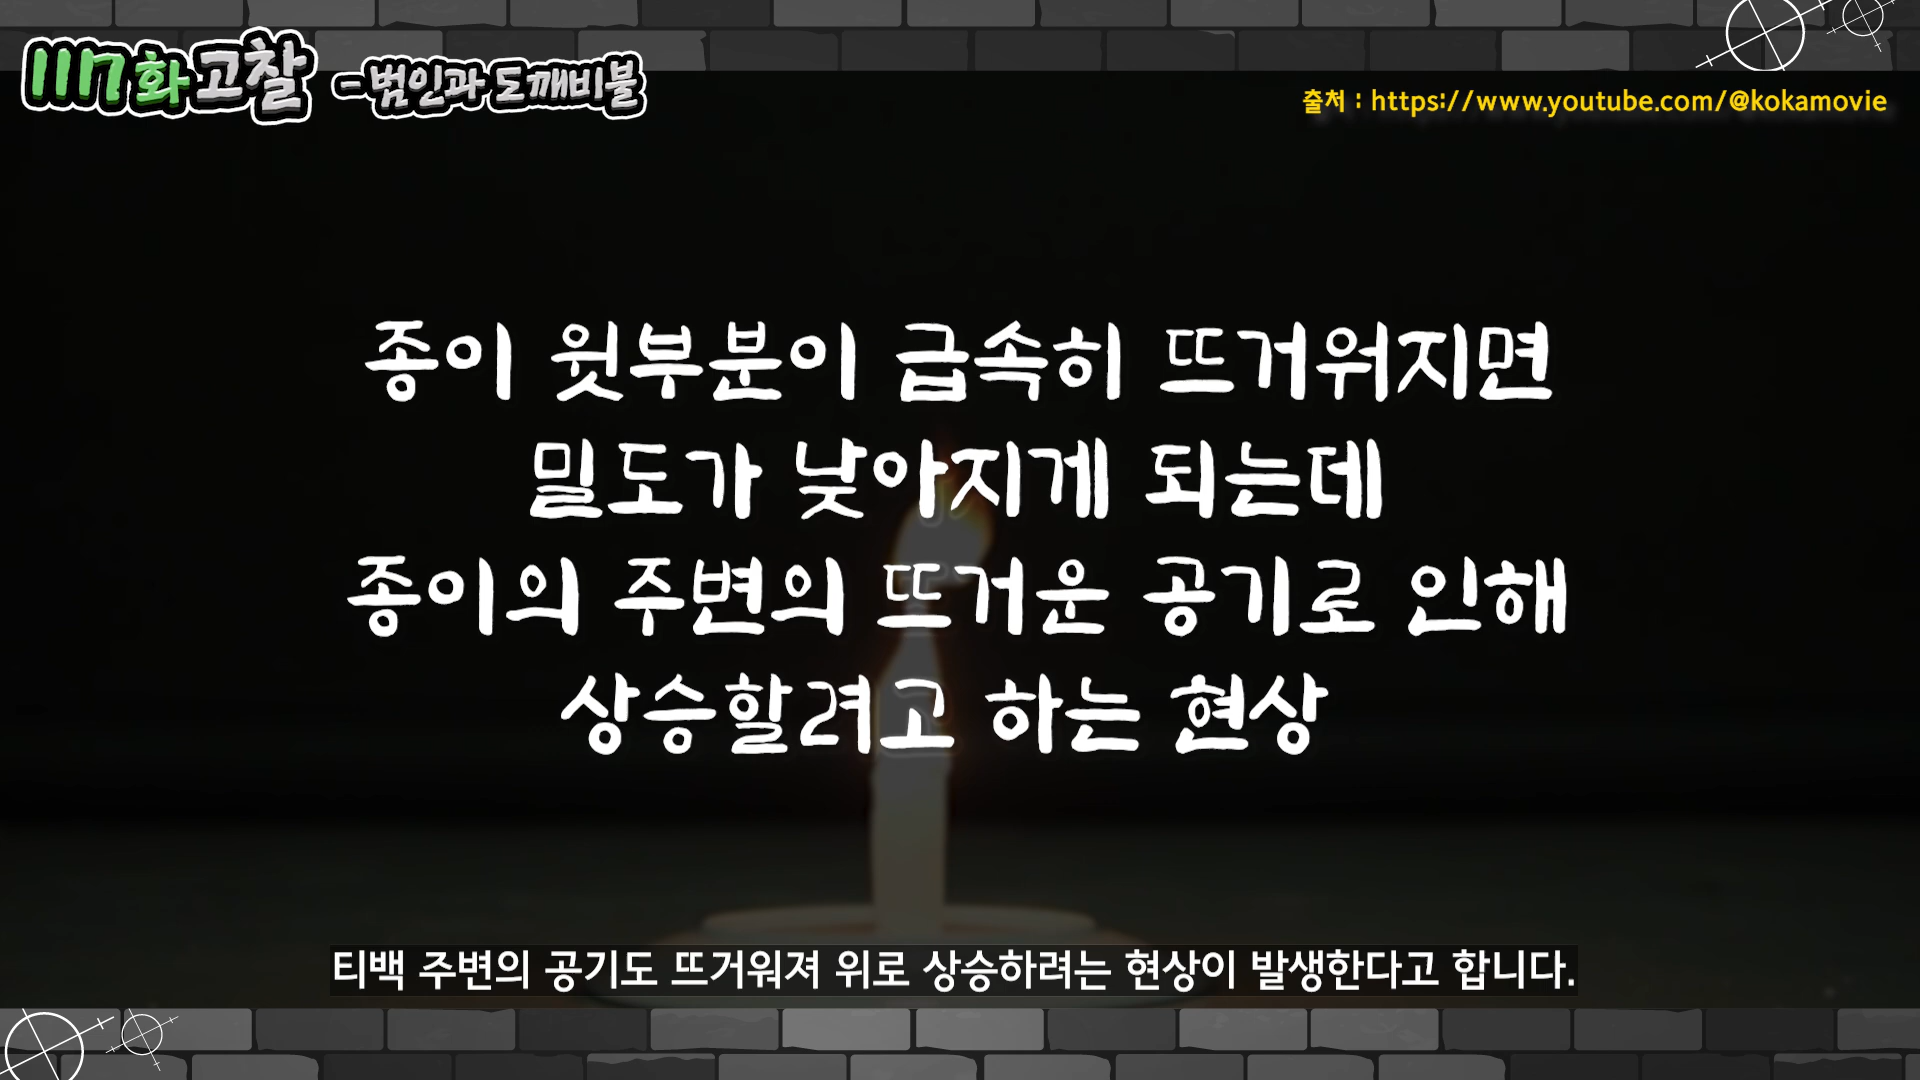 117화 고찰 - 범인과 도깨비불
출처 : https://www.youtube.com/@kokamovie
종이 윗부분이 급속히 뜨거워지면
밀도가 낮아지게 되는데
종이의 주변의 뜨거운 공기로 인해
상승할려고 하는 현상
티백 주변의 공기도 뜨거워져 위로 상승하려는 현상이 발생한다고 합니다.